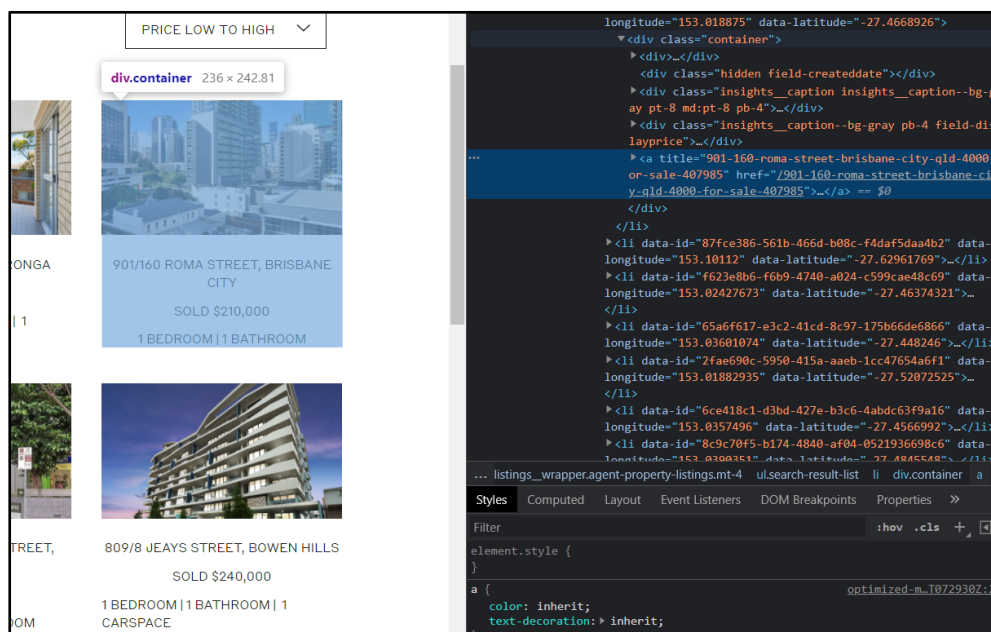 PRICE LOW TO HIGH
div.container 236 × 242.81
ONGA
| 1
901/160 ROMA STREET, BRISBANE
CITY
SOLD $210,000
1 BEDROOM | 1 BATHROOM
TREET,
OOM
809/8 JEAYS STREET, BOWEN HILLS
SOLD $240,000
1 BEDROOM | 1 BATHROOM | 1
CARSPACE
longitude="153.018875" data-latitude="-27.4668926">
▼<div class="container">
▶<div>…</div>
<div class="hidden field-createddate"></div>
▶<div class="insights__caption insights__caption--bg-g
ay pt-8 md:pt-8 pb-4">…</div>
▶<div class="insights__caption--bg-gray pb-4 field-dis
layprice">…</div>
… ▶<a title="901-160-roma-street-brisbane-city-qld-4000-
or-sale-407985" href="/901-160-roma-street-brisbane-ci
y-qld-4000-for-sale-407985">…</a> == $0
</div>
</li>
▶<li data-id="87fce386-561b-466d-b08c-f4daf5daa4b2" data-
longitude="153.10112" data-latitude="-27.62961769">…</li>
▶<li data-id="f623e8b6-f6b9-4740-a024-c599cae48c69" data-
longitude="153.02427673" data-latitude="-27.46374321">…
</li>
▶<li data-id="65a6f617-e3c2-41cd-8c97-175b66de6866" data-
longitude="153.03601074" data-latitude="-27.448246">…</li>
▶<li data-id="2fae690c-5950-415a-aaeb-1cc47654a6f1" data-
longitude="153.01882935" data-latitude="-27.52072525">…
</li>
▶<li data-id="6ce418c1-d3bd-427e-b3c6-4abdc63f9a16" data-
longitude="153.0357496" data-latitude="-27.4566992">…</li>
▶<li data-id="8c9c70f5-b174-4840-af04-0521936698c6" data-
longitude="153.0390351" data-latitude="-27.4845548">…</li>
… listings__wrapper.agent-property-listings.mt-4 ul.search-result-list li div.container a
Styles Computed Layout Event Listeners DOM Breakpoints Properties »
Filter :hov .cls +
element.style {
}
a { optimized-m…T072930Z:
color: inherit;
text-decoration: ▶ inherit;